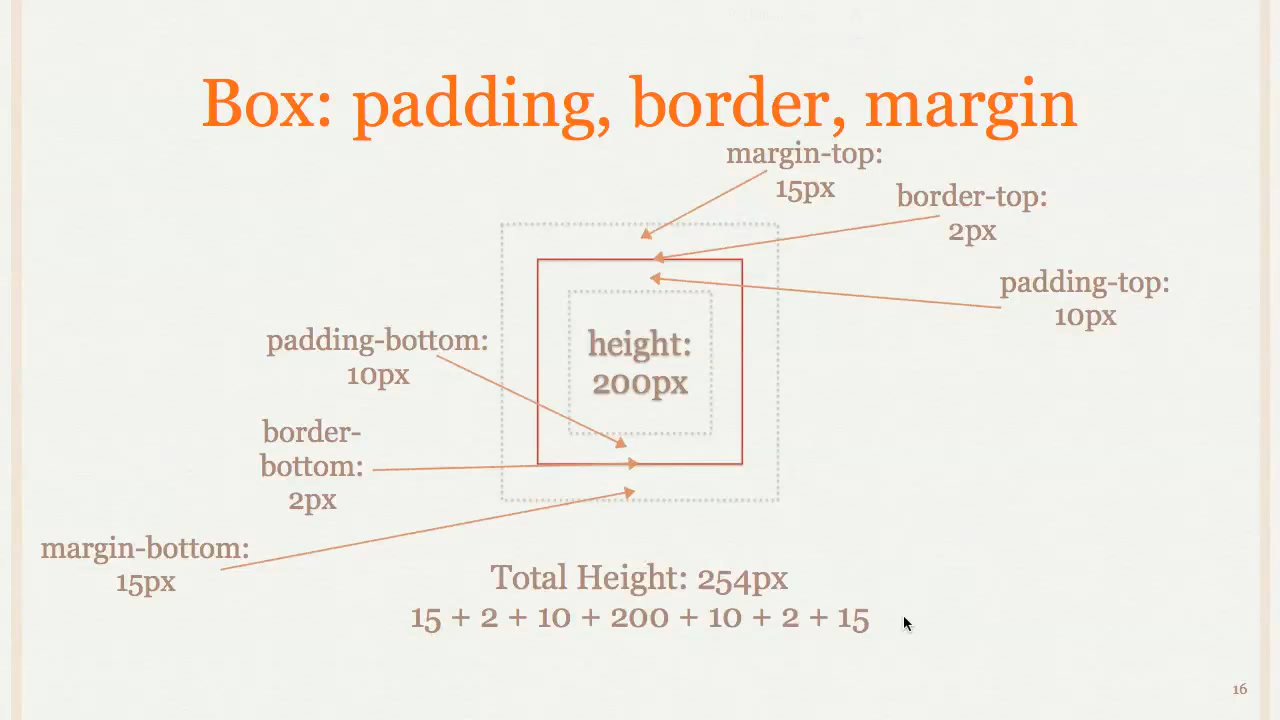 Box: padding, border, margin
margin-top:
15px
border-top:
2px
padding-top:
10px
height:
200px
padding-bottom:
10px
border-
bottom:
2px
margin-bottom:
15px
Total Height: 254px
15 + 2 + 10 + 200 + 10 + 2 + 15
16